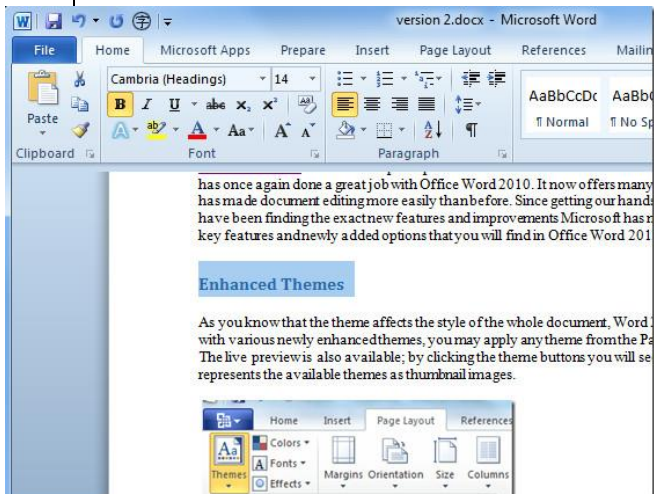 version 2.docx - Microsoft Word
File Home Microsoft Apps Prepare Insert Page Layout References
Cambria (Headings) 14
B I U abe X₂ X²
Paste
A ab A Aa A A
AaBbCcDc
¶ Normal
Clipboard Font Paragraph
has once again done a great job with Office Word 2010. It now offers many
has made document editing more easily than before. Since getting our hands
have been finding the exact new features and improvements Microsoft has
key features and newly added options that you will find in Office Word
Enhanced Themes
As you know that the theme affects the style of the whole document, Word
with various newly enhanced themes, you may apply any theme from the
The live preview is also available; by clicking the theme buttons you will
represents the available themes as thumbnail images.
Home Insert Page Layout References
Aa Colors
A Fonts
Themes Effects Margins Orientation Size Columns